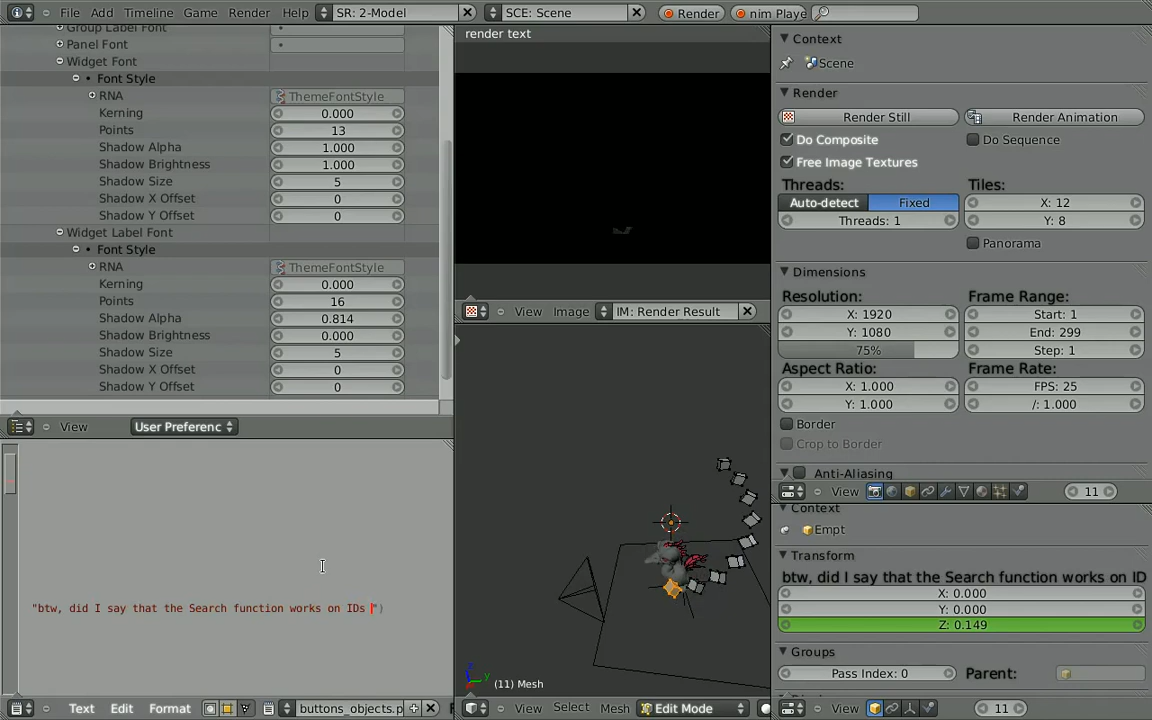 File Add Timeline Game Render Help SR: 2-Model SCE: Scene Render nim Playe
Group Label Font
Panel Font
Widget Font
Font Style
RNA ThemeFontStyle
Kerning 0.000
Points 13
Shadow Alpha 1.000
Shadow Brightness 1.000
Shadow Size 5
Shadow X Offset 0
Shadow Y Offset 0
Widget Label Font
Font Style
RNA ThemeFontStyle
Kerning 0.000
Points 16
Shadow Alpha 0.814
Shadow Brightness 0.000
Shadow Size 5
Shadow X Offset 0
Shadow Y Offset 0
View User Preferenc
"btw, did I say that the Search function works on IDs ")
Text Edit Format buttons_objects.p
render text
View Image IM: Render Result
(11) Mesh
View Select Mesh Edit Mode
Context
Scene
Render
Render Still Render Animation
Do Composite Do Sequence
Free Image Textures
Threads: Tiles:
Auto-detect Fixed X: 12
Threads: 1 Y: 8
Panorama
Dimensions
Resolution: Frame Range:
X: 1920 Start: 1
Y: 1080 End: 299
75% Step: 1
Aspect Ratio: Frame Rate:
X: 1.000 FPS: 25
Y: 1.000 /: 1.000
Border
Crop to Border
Anti-Aliasing
View 11
Context
Empt
Transform
btw, did I say that the Search function works on ID
X: 0.000
Y: 0.000
Z: 0.149
Groups
Pass Index: 0 Parent:
View 11